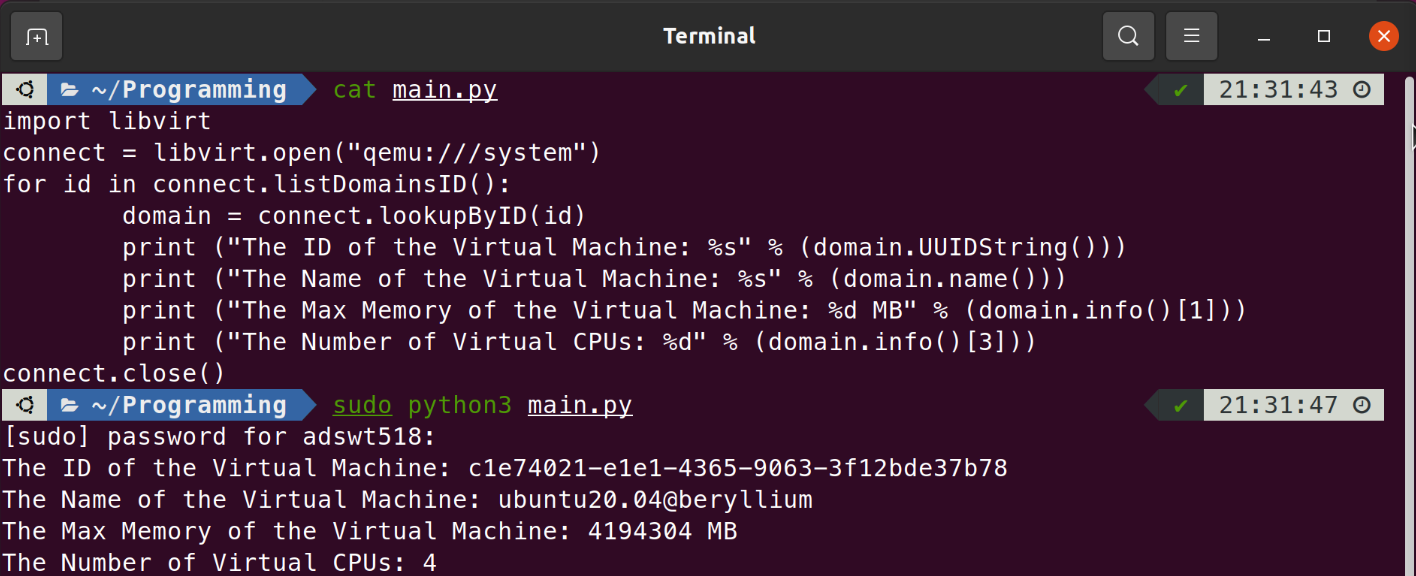 Terminal
~/Programming cat main.py ✔ 21:31:43
import libvirt
connect = libvirt.open("qemu:///system")
for id in connect.listDomainsID():
        domain = connect.lookupByID(id)
        print ("The ID of the Virtual Machine: %s" % (domain.UUIDString()))
        print ("The Name of the Virtual Machine: %s" % (domain.name()))
        print ("The Max Memory of the Virtual Machine: %d MB" % (domain.info()[1]))
        print ("The Number of Virtual CPUs: %d" % (domain.info()[3]))
connect.close()
~/Programming sudo python3 main.py ✔ 21:31:47
[sudo] password for adswt518:
The ID of the Virtual Machine: c1e74021-e1e1-4365-9063-3f12bde37b78
The Name of the Virtual Machine: ubuntu20.04@beryllium
The Max Memory of the Virtual Machine: 4194304 MB
The Number of Virtual CPUs: 4